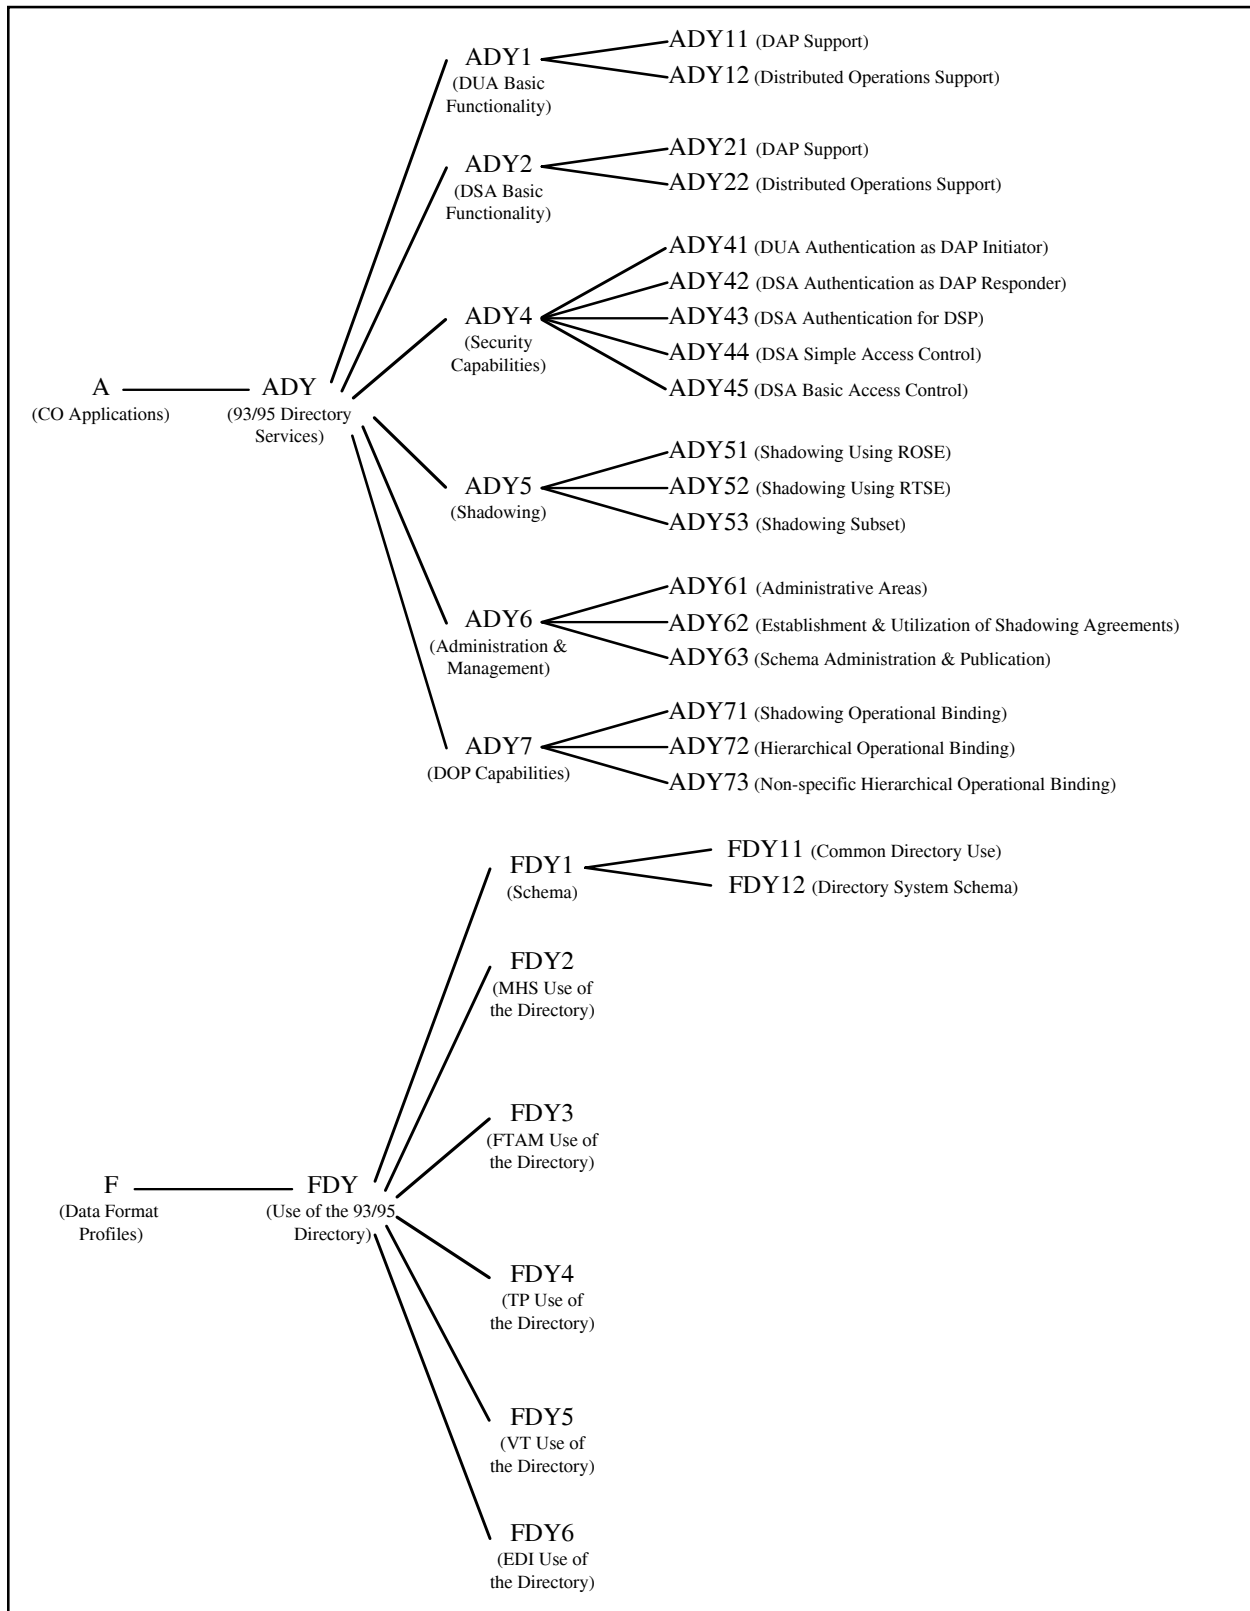 ADY1
(DUA Basic
Functionality)
ADY11 (DAP Support)
ADY12 (Distributed Operations Support)
ADY2
(DSA Basic
Functionality)
ADY21 (DAP Support)
ADY22 (Distributed Operations Support)
ADY4
(Security
Capabilities)
ADY41 (DUA Authentication as DAP Initiator)
ADY42 (DSA Authentication as DAP Responder)
ADY43 (DSA Authentication for DSP)
ADY44 (DSA Simple Access Control)
ADY45 (DSA Basic Access Control)
A
(CO Applications)
ADY
(93/95 Directory
Services)
ADY5
(Shadowing)
ADY51 (Shadowing Using ROSE)
ADY52 (Shadowing Using RTSE)
ADY53 (Shadowing Subset)
ADY6
(Administration &
Management)
ADY61 (Administrative Areas)
ADY62 (Establishment & Utilization of Shadowing Agreements)
ADY63 (Schema Administration & Publication)
ADY7
(DOP Capabilities)
ADY71 (Shadowing Operational Binding)
ADY72 (Hierarchical Operational Binding)
ADY73 (Non-specific Hierarchical Operational Binding)
FDY1
(Schema)
FDY11 (Common Directory Use)
FDY12 (Directory System Schema)
FDY2
(MHS Use of
the Directory)
FDY3
(FTAM Use of
the Directory)
F
(Data Format
Profiles)
FDY
(Use of the 93/95
Directory)
FDY4
(TP Use of
the Directory)
FDY5
(VT Use of
the Directory)
FDY6
(EDI Use of
the Directory)